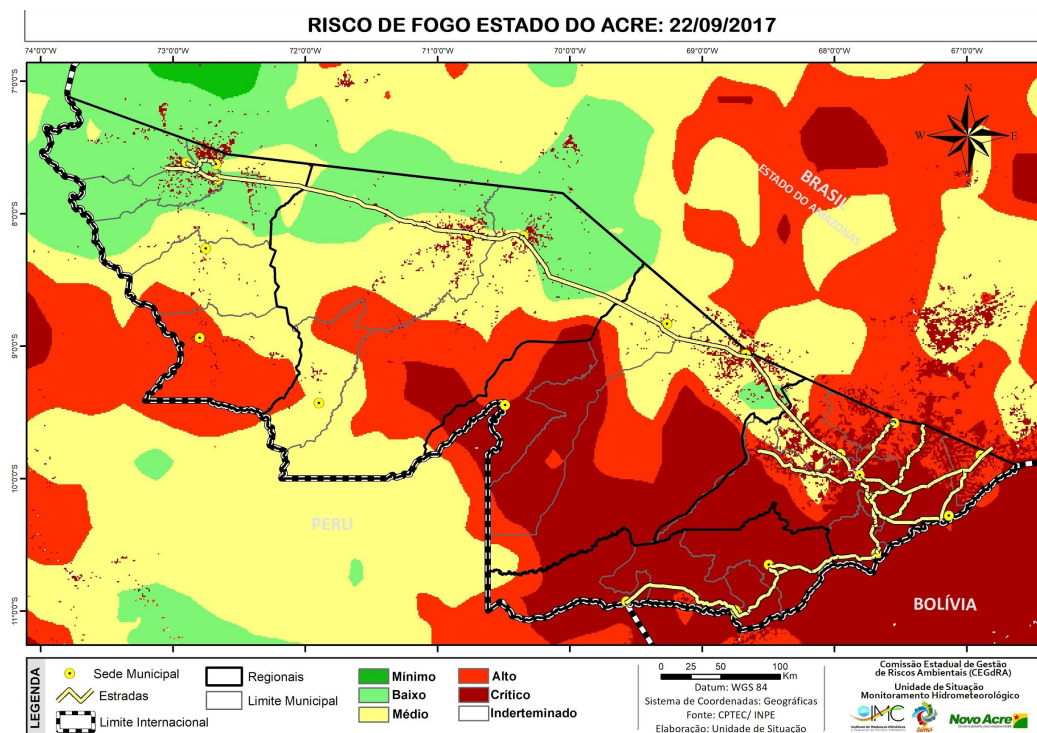 RISCO DE FOGO ESTADO DO ACRE: 22/09/2017
74°0'0"W 73°0'0"W 72°0'0"W 71°0'0"W 70°0'0"W 69°0'0"W 68°0'0"W 67°0'0"W
7°0'0"S
8°0'0"S
9°0'0"S
10°0'0"S
11°0'0"S
N
W E
S
BRASIL
ESTADO DO AMAZONAS
PERU
BOLÍVIA
LEGENDA
Sede Municipal
Estradas
Limite Internacional
Regionais
Limite Municipal
Mínimo
Baixo
Médio
Alto
Crítico
Inderteminado
0 25 50 100
Km
Datum: WGS 84
Sistema de Coordenadas: Geográficas
Fonte: CPTEC/ INPE
Elaboração: Unidade de Situação
Comissão Estadual de Gestão
de Riscos Ambientais (CEGdRA)
Unidade de Situação
Monitoramento Hidrometeorológico
IMC
Novo Acre